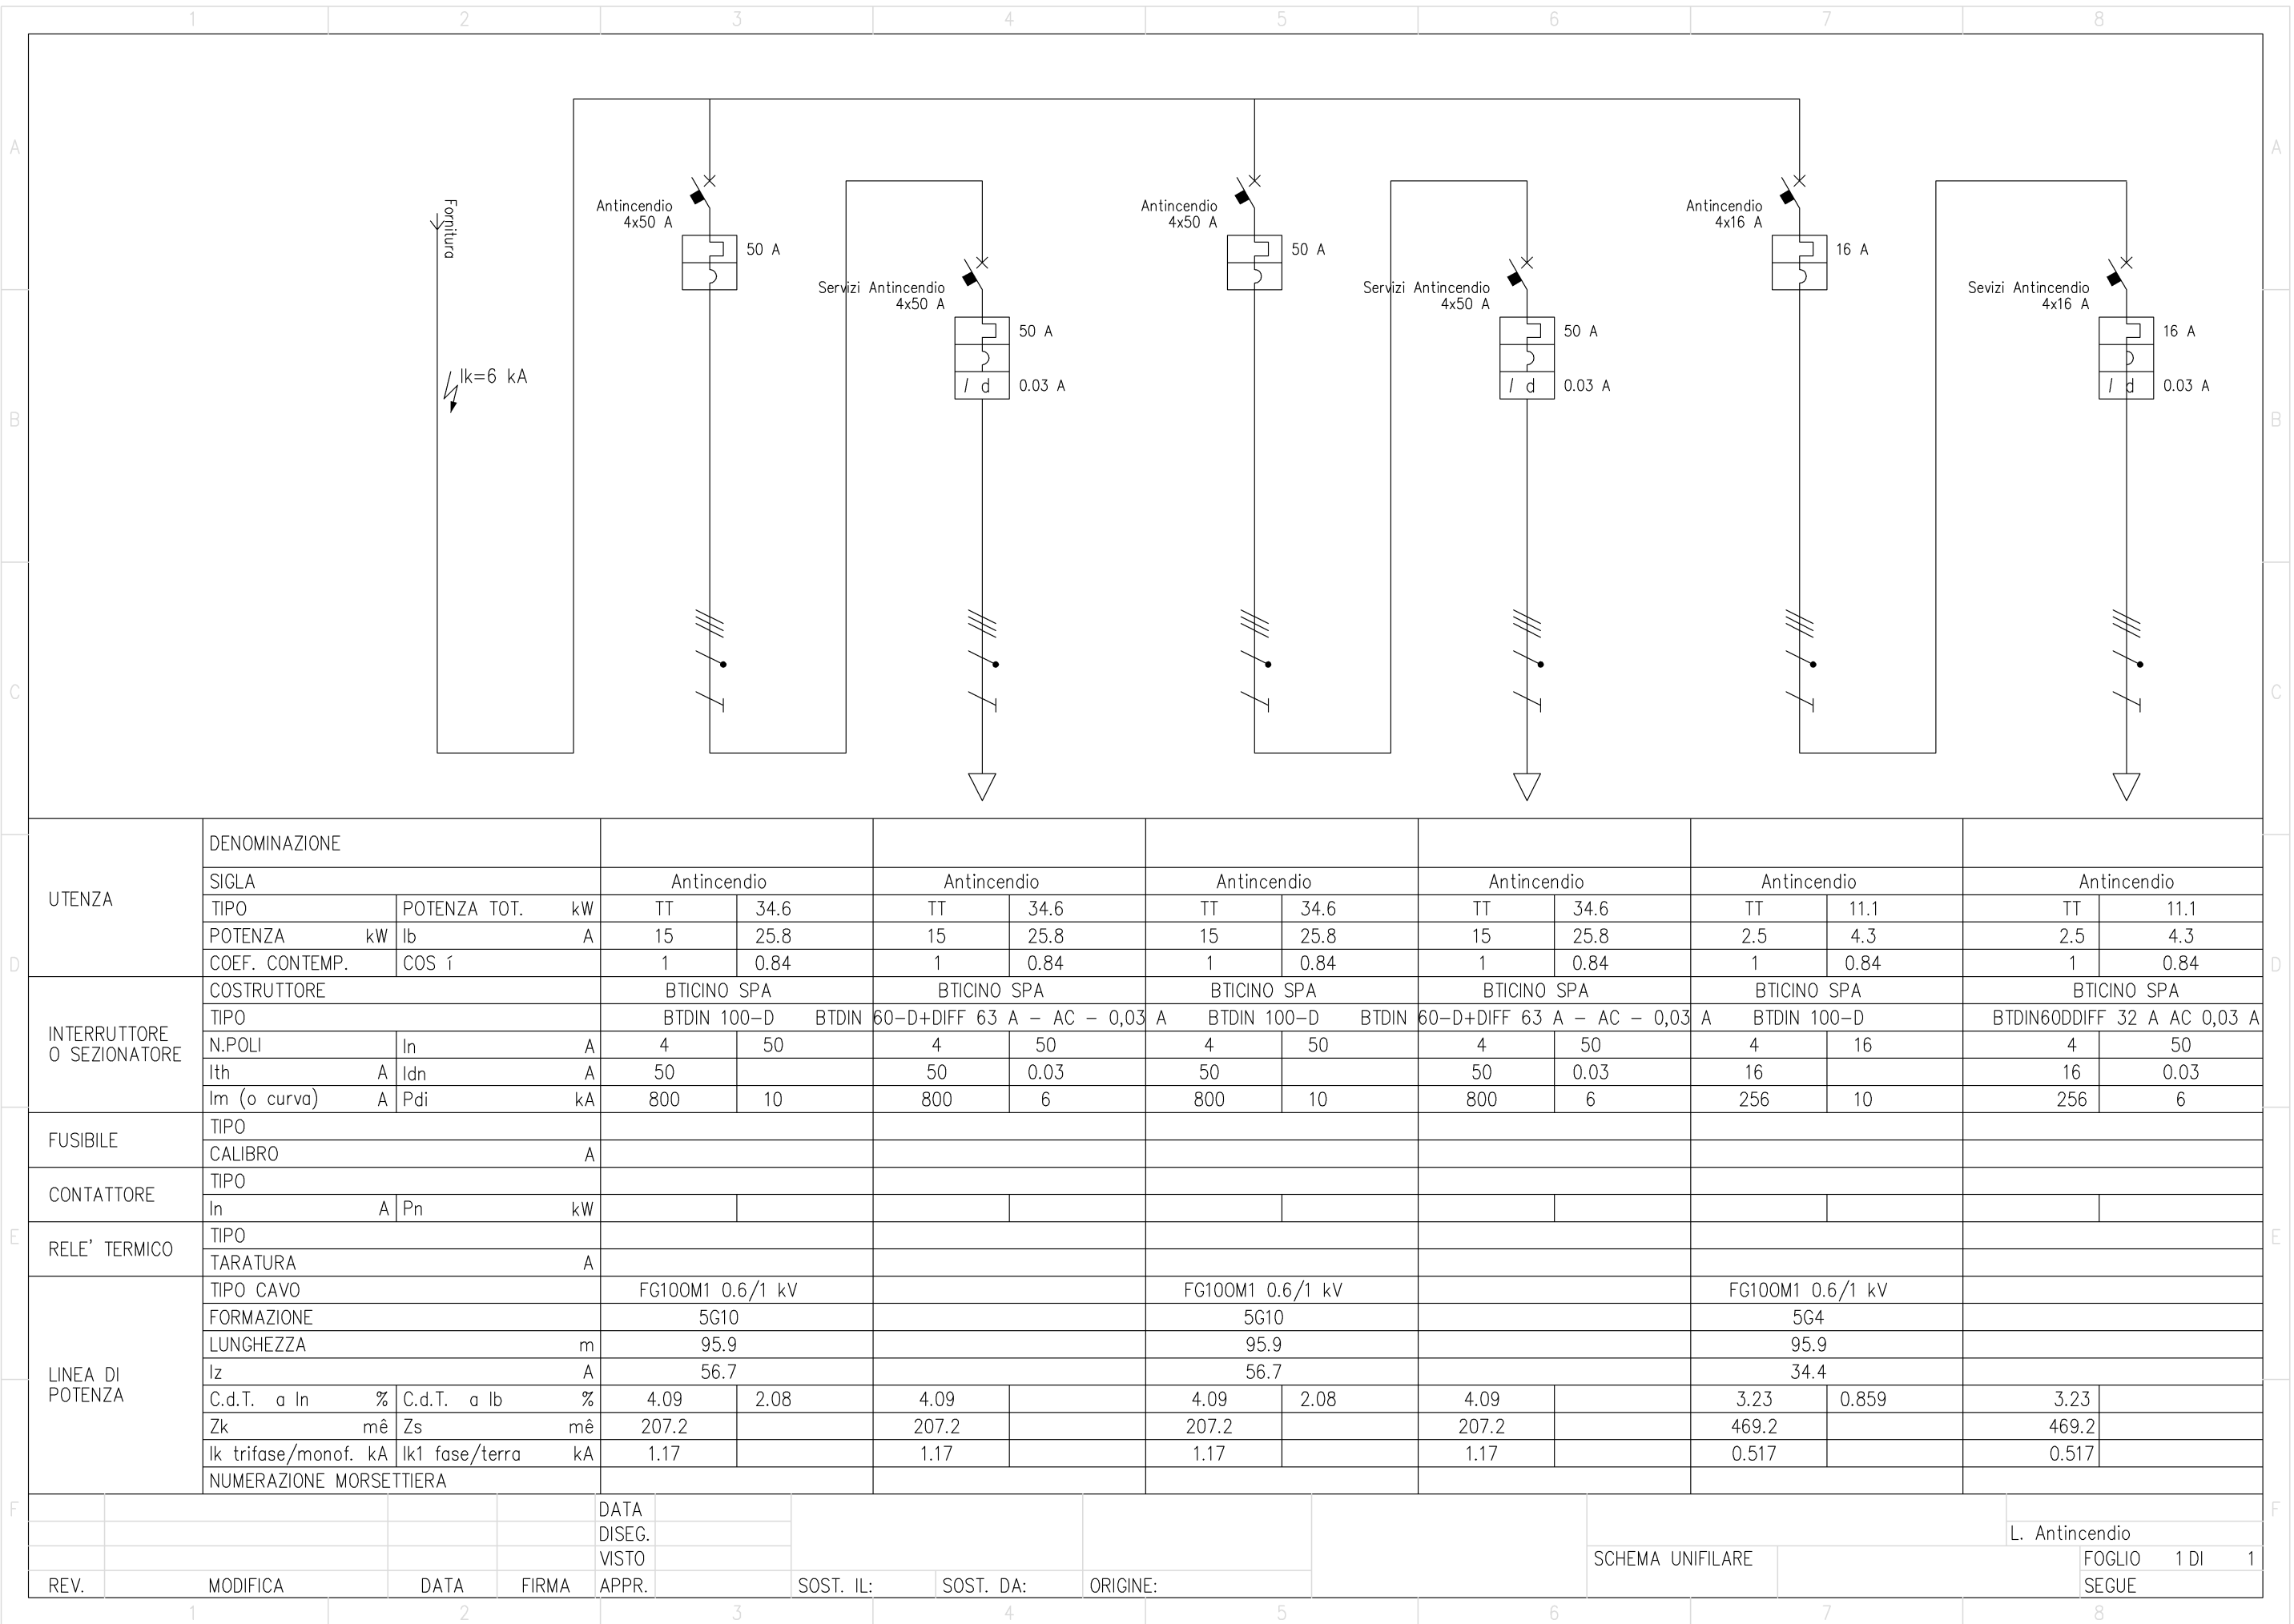 1 2 3 4 5 6 7 8
A A
Fornitura
Antincendio
4x50 A
50 A
Antincendio
4x50 A
50 A
Antincendio
4x16 A
16 A
Servizi Antincendio
4x50 A
50 A
I d 0.03 A
Servizi Antincendio
4x50 A
50 A
I d 0.03 A
Sevizi Antincendio
4x16 A
16 A
I d 0.03 A
Ik=6 kA
B B
C C
UTENZA
DENOMINAZIONE
SIGLA Antincendio Antincendio Antincendio Antincendio Antincendio Antincendio
TIPO POTENZA TOT. kW TT 34.6 TT 34.6 TT 34.6 TT 34.6 TT 11.1 TT 11.1
POTENZA kW Ib A 15 25.8 15 25.8 15 25.8 15 25.8 2.5 4.3 2.5 4.3
COEF. CONTEMP. COS í 1 0.84 1 0.84 1 0.84 1 0.84 1 0.84 1 0.84
D D
INTERRUTTORE
O SEZIONATORE
COSTRUTTORE BTICINO SPA BTICINO SPA BTICINO SPA BTICINO SPA BTICINO SPA BTICINO SPA
TIPO BTDIN 100-D BTDIN 60-D+DIFF 63 A - AC - 0,03 A BTDIN 100-D BTDIN 60-D+DIFF 63 A - AC - 0,03 A BTDIN 100-D BTDIN60DDIFF 32 A AC 0,03 A
N.POLI In A 4 50 4 50 4 50 4 50 4 16 4 50
Ith A Idn A 50 50 0.03 50 50 0.03 16 16 0.03
Im (o curva) A Pdi kA 800 10 800 6 800 10 800 6 256 10 256 6
FUSIBILE
TIPO
CALIBRO A
CONTATTORE
TIPO
In A Pn kW
E E
RELE' TERMICO
TIPO
TARATURA A
LINEA DI
POTENZA
TIPO CAVO FG10OM1 0.6/1 kV FG10OM1 0.6/1 kV FG10OM1 0.6/1 kV
FORMAZIONE 5G10 5G10 5G4
LUNGHEZZA m 95.9 95.9 95.9
Iz A 56.7 56.7 34.4
C.d.T. a In % C.d.T. a Ib % 4.09 2.08 4.09 4.09 2.08 4.09 3.23 0.859 3.23
Zk mê Zs mê 207.2 207.2 207.2 207.2 469.2 469.2
Ik trifase/monof. kA Ik1 fase/terra kA 1.17 1.17 1.17 1.17 0.517 0.517
NUMERAZIONE MORSETTIERA
F F
DATA
DISEG. L. Antincendio
VISTO SCHEMA UNIFILARE FOGLIO 1 DI 1
REV. MODIFICA DATA FIRMA APPR. SOST. IL: SOST. DA: ORIGINE: SEGUE
1 2 3 4 5 6 7 8